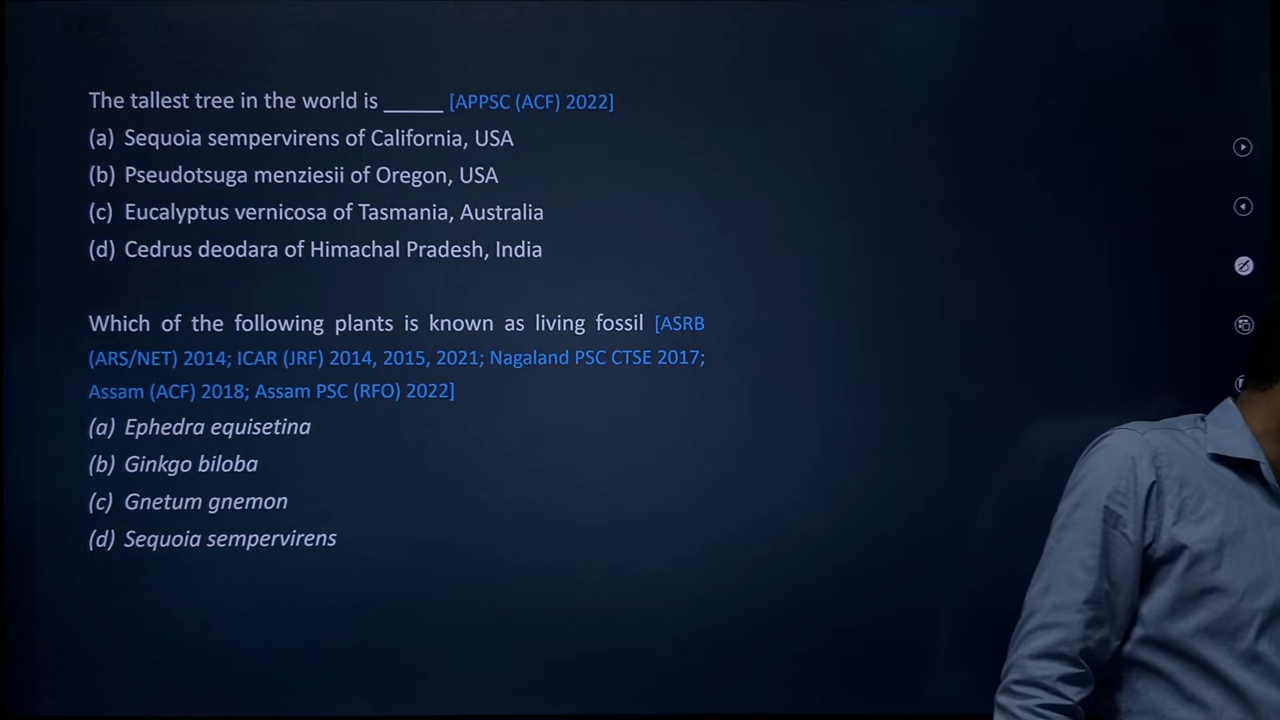 The tallest tree in the world is _____ [APPSC (ACF) 2022]
(a) Sequoia sempervirens of California, USA
(b) Pseudotsuga menziesii of Oregon, USA
(c) Eucalyptus vernicosa of Tasmania, Australia
(d) Cedrus deodara of Himachal Pradesh, India
Which of the following plants is known as living fossil [ASRB
(ARS/NET) 2014; ICAR (JRF) 2014, 2015, 2021; Nagaland PSC CTSE 2017;
Assam (ACF) 2018; Assam PSC (RFO) 2022]
(a) Ephedra equisetina
(b) Ginkgo biloba
(c) Gnetum gnemon
(d) Sequoia sempervirens